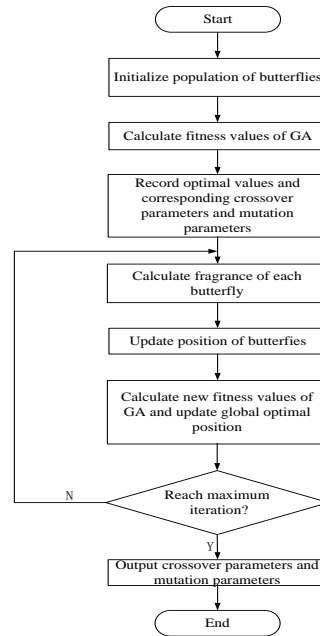 Start
Initialize population of butterflies
Calculate fitness values of GA
Record optimal values and
corresponding crossover
parameters and mutation
parameters
Calculate fragrance of each
butterfly
Update position of butterfies
Calculate new fitness values of
GA and update global optimal
position
Reach maximum
iteration?
N
Y
Output crossover parameters and
mutation parameters
End